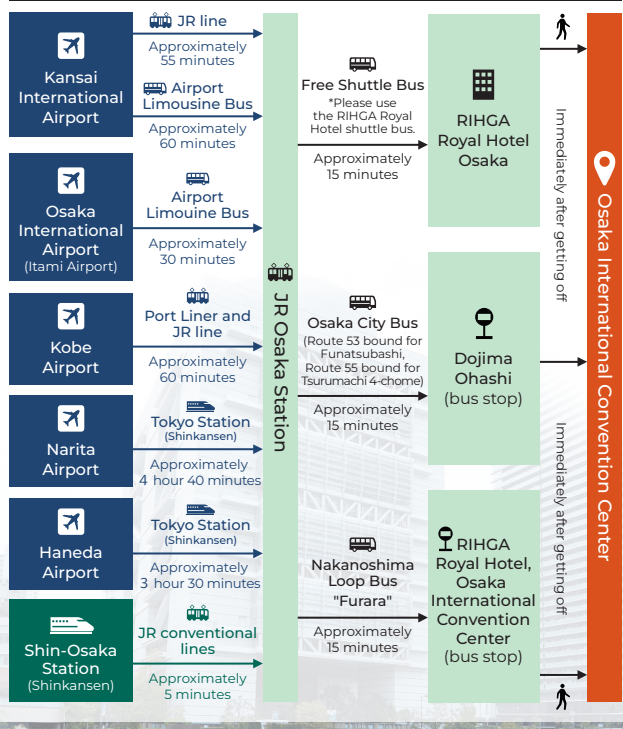 Kansai
International
Airport
JR line
Approximately
55 minutes
Airport
Limousine Bus
Approximately
60 minutes
Osaka
International
Airport
(Itami Airport)
Airport
Limouine Bus
Approximately
30 minutes
Kobe
Airport
Port Liner and
JR line
Approximately
60 minutes
Narita
Airport
Tokyo Station
(Shinkansen)
Approximately
4 hour 40 minutes
Haneda
Airport
Tokyo Station
(Shinkansen)
Approximately
3 hour 30 minutes
Shin-Osaka
Station
(Shinkansen)
JR conventional
lines
Approximately
5 minutes
JR Osaka Station
Free Shuttle Bus
*Please use
the RIHGA Royal
Hotel shuttle bus.
Approximately
15 minutes
RIHGA
Royal Hotel
Osaka
Osaka City Bus
(Route 53 bound for
Funatsubashi,
Route 55 bound for
Tsurumachi 4-chome)
Approximately
15 minutes
Dojima
Ohashi
(bus stop)
Nakanoshima
Loop Bus
"Furara"
Approximately
15 minutes
RIHGA
Royal Hotel,
Osaka
International
Convention
Center
(bus stop)
Immediately after getting off
Immediately after getting off
Osaka International Convention Center